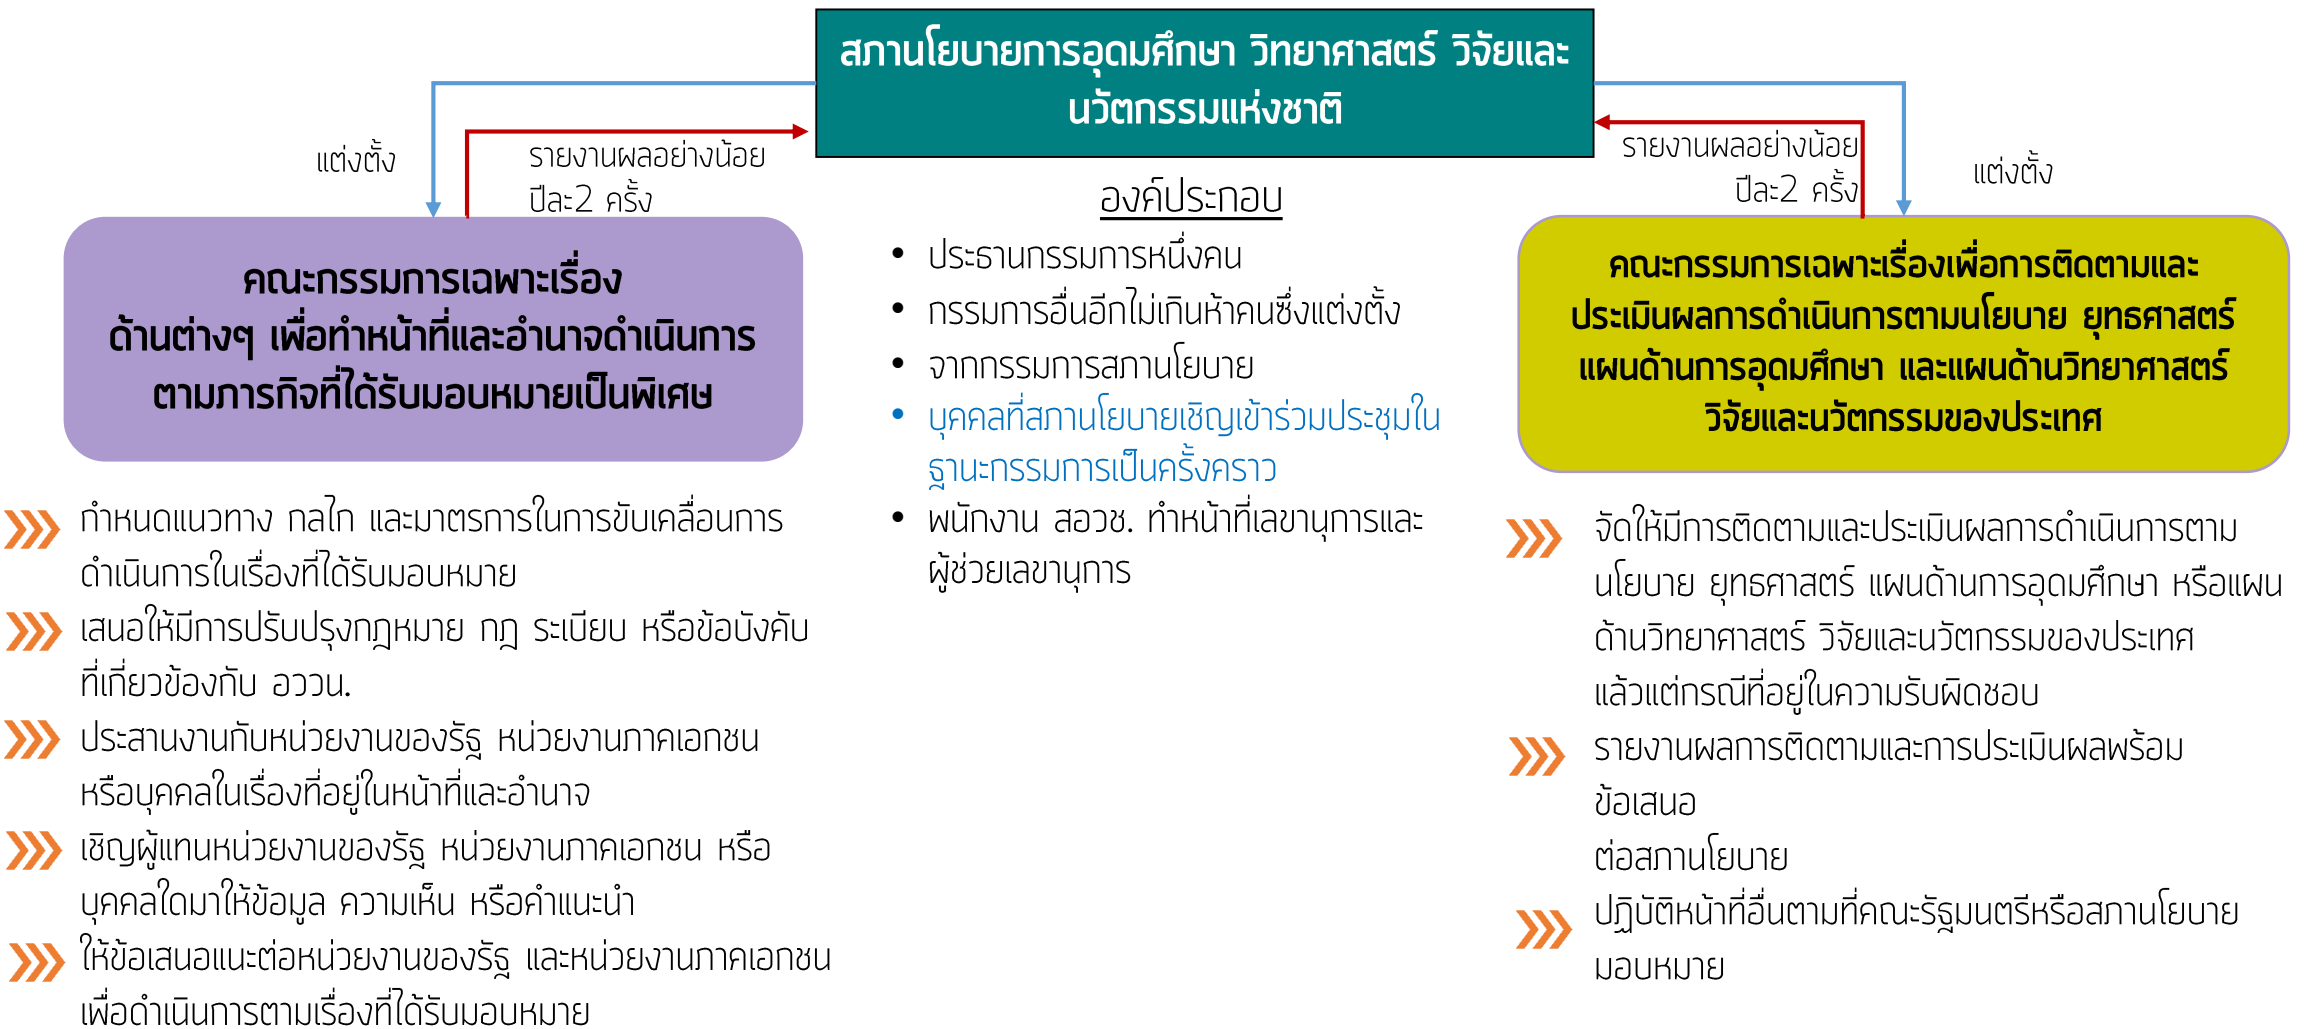 สภานโยบายการอุดมศึกษา วิทยาศาสตร์ วิจัยและ
นวัตกรรมแห่งชาติ
แต่งตั้ง
รายงานผลอย่างน้อย
ปีละ2 ครั้ง
รายงานผลอย่างน้อย
ปีละ2 ครั้ง
แต่งตั้ง
คณะกรรมการเฉพาะเรื่อง
ด้านต่างๆ เพื่อทำหน้าที่และอำนาจดำเนินการ
ตามภารกิจที่ได้รับมอบหมายเป็นพิเศษ
กำหนดแนวทาง กลไก และมาตรการในการขับเคลื่อนการ
ดำเนินการในเรื่องที่ได้รับมอบหมาย
เสนอให้มีการปรับปรุงกฎหมาย กฎ ระเบียบ หรือข้อบังคับ
ที่เกี่ยวข้องกับ อววน.
ประสานงานกับหน่วยงานของรัฐ หน่วยงานภาคเอกชน
หรือบุคคลในเรื่องที่อยู่ในหน้าที่และอำนาจ
เชิญผู้แทนหน่วยงานของรัฐ หน่วยงานภาคเอกชน หรือ
บุคคลใดมาให้ข้อมูล ความเห็น หรือคำแนะนำ
ให้ข้อเสนอแนะต่อหน่วยงานของรัฐ และหน่วยงานภาคเอกชน
เพื่อดำเนินการตามเรื่องที่ได้รับมอบหมาย
องค์ประกอบ
• ประธานกรรมการหนึ่งคน
• กรรมการอื่นอีกไม่เกินห้าคนซึ่งแต่งตั้ง
• จากกรรมการสภานโยบาย
• บุคคลที่สภานโยบายเชิญเข้าร่วมประชุมใน
ฐานะกรรมการเป็นครั้งคราว
• พนักงาน สอวช. ทำหน้าที่เลขานุการและ
ผู้ช่วยเลขานุการ
คณะกรรมการเฉพาะเรื่องเพื่อการติดตามและ
ประเมินผลการดำเนินการตามนโยบาย ยุทธศาสตร์
แผนด้านการอุดมศึกษา และแผนด้านวิทยาศาสตร์
วิจัยและนวัตกรรมของประเทศ
จัดให้มีการติดตามและประเมินผลการดำเนินการตาม
นโยบาย ยุทธศาสตร์ แผนด้านการอุดมศึกษา หรือแผน
ด้านวิทยาศาสตร์ วิจัยและนวัตกรรมของประเทศ
แล้วแต่กรณีที่อยู่ในความรับผิดชอบ
รายงานผลการติดตามและการประเมินผลพร้อม
ข้อเสนอ
ต่อสภานโยบาย
ปฏิบัติหน้าที่อื่นตามที่คณะรัฐมนตรีหรือสภานโยบาย
มอบหมาย